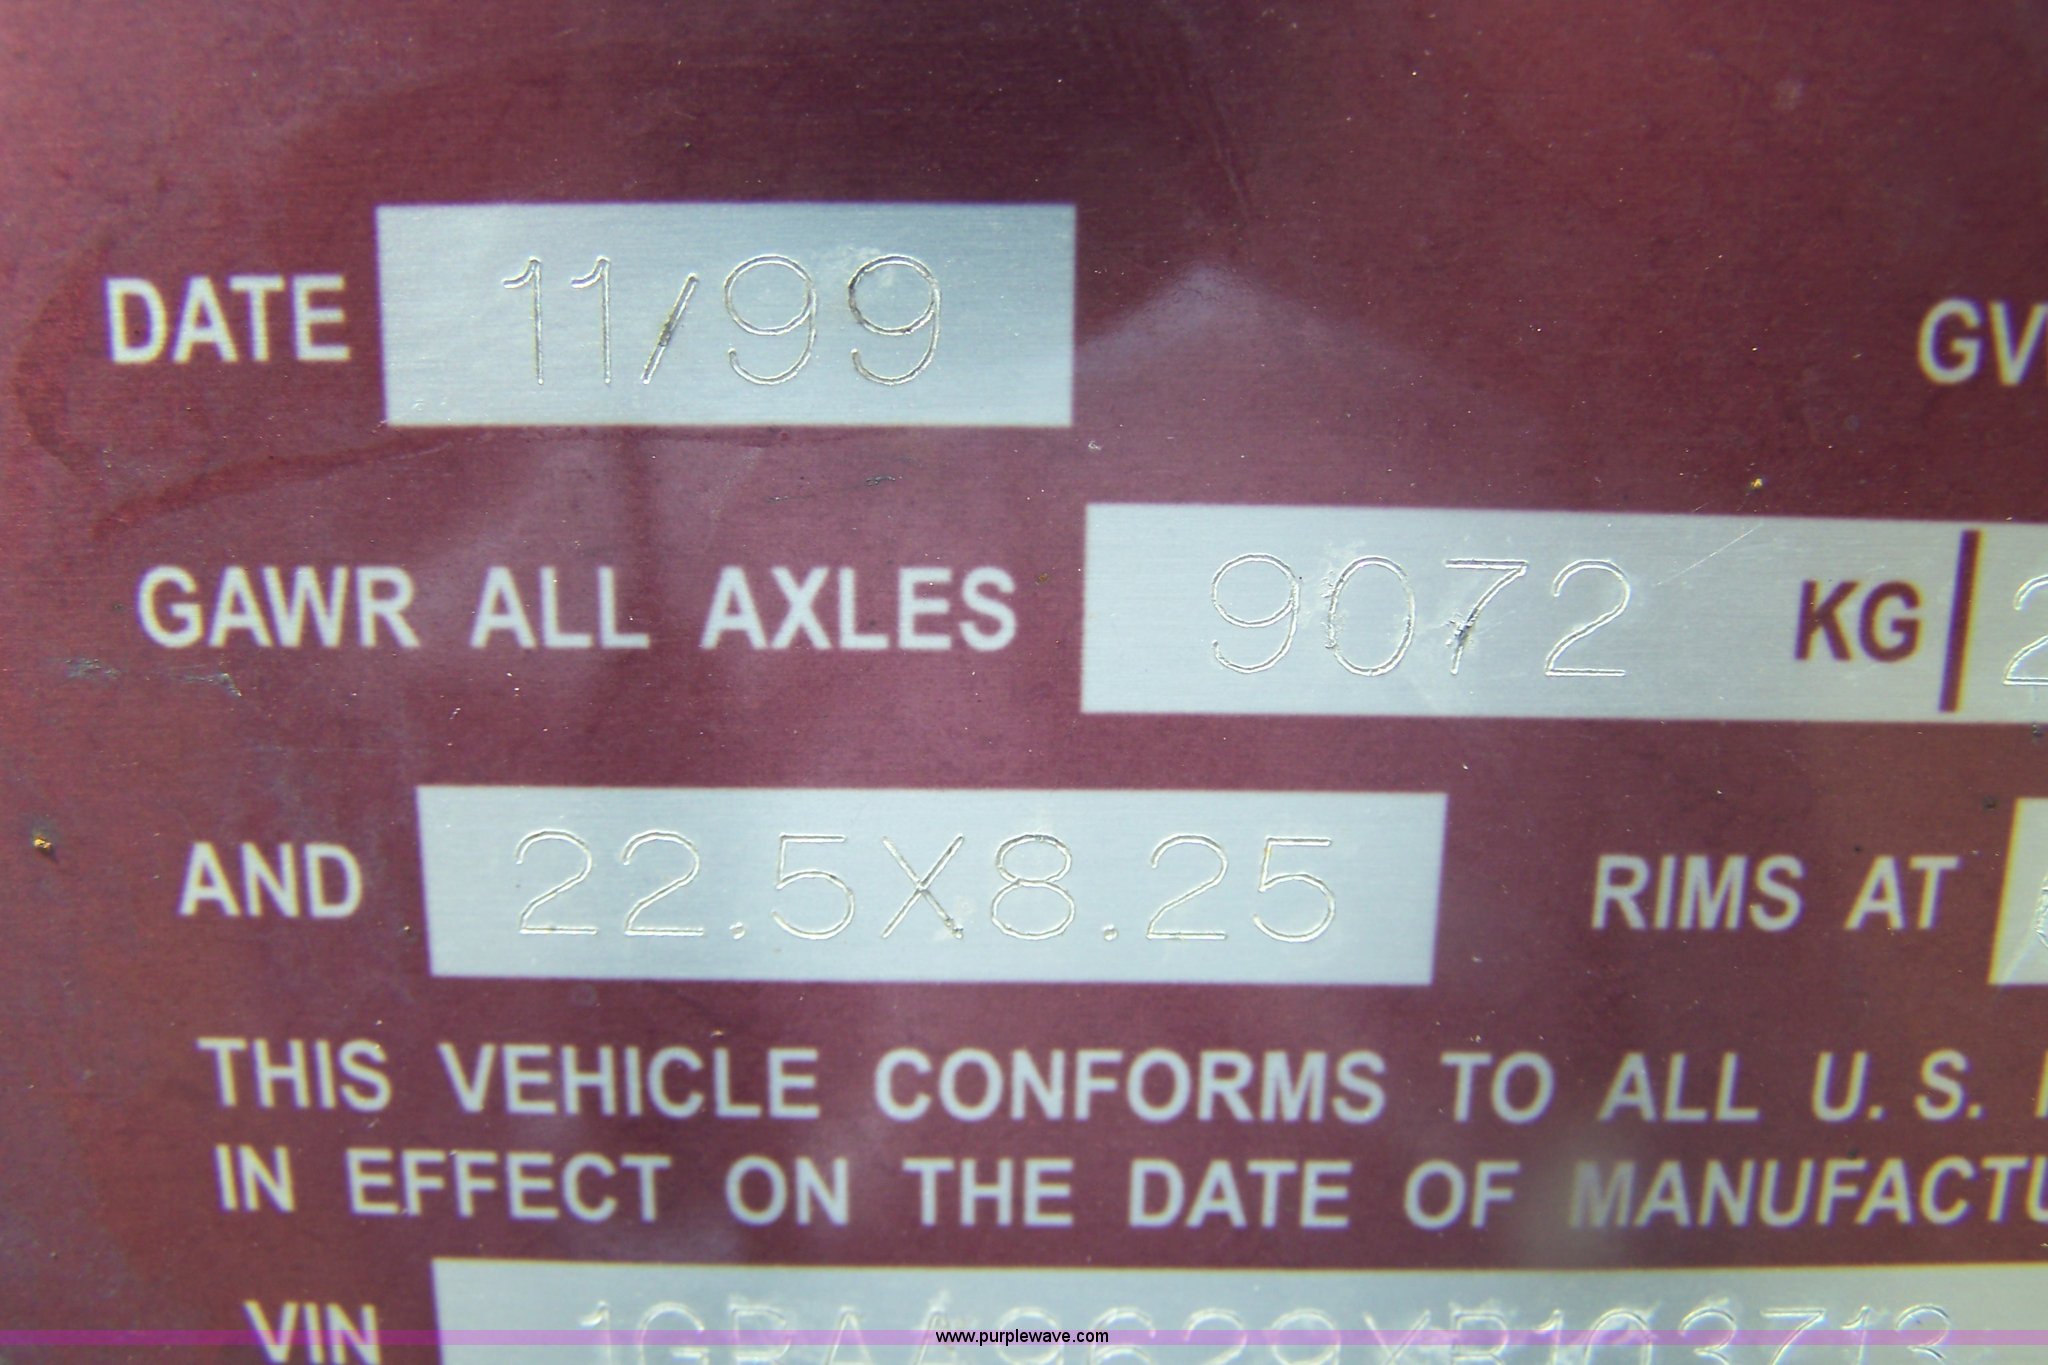 DATE 11/99
GV
GAWR ALL AXLES 9072 KG 2
AND 22.5X8.25 RIMS AT
THIS VEHICLE CONFORMS TO ALL U.S.
IN EFFECT ON THE DATE OF MANUFACTU
VIN
www.purplewave.com